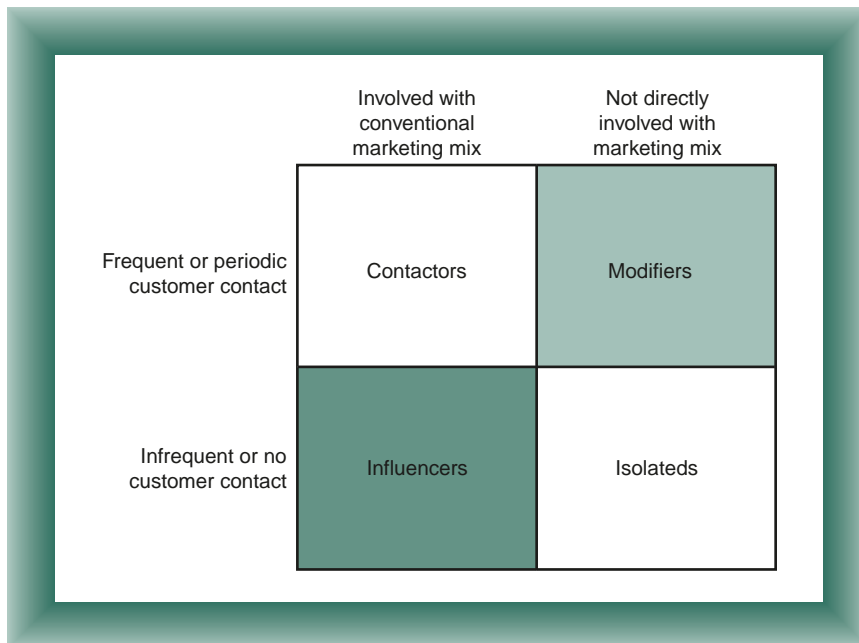 Involved with
conventional
marketing mix
Not directly
involved with
marketing mix
Frequent or periodic
customer contact
Contactors
Modifiers
Infrequent or no
customer contact
Influencers
Isolateds